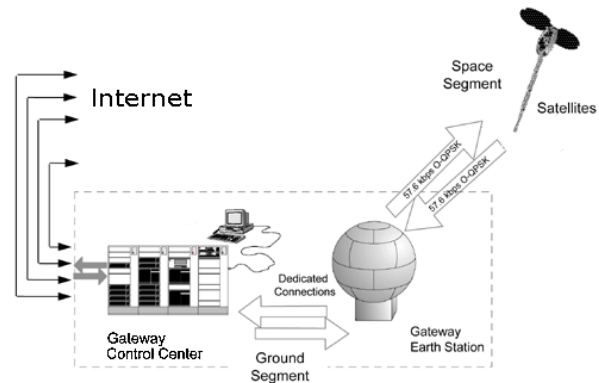 Internet
Space
Segment
Satellites
57.6 kbps O-QPSK
57.6 kbps O-QPSK
Dedicated
Connections
Gateway
Control Center
Gateway
Earth Station
Ground
Segment